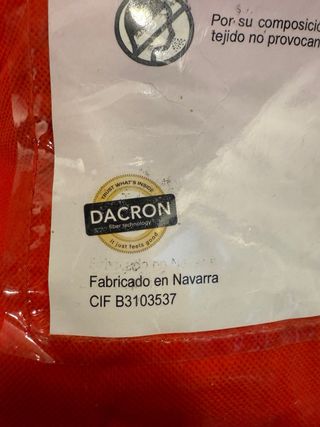 Por su composició
tejido no provocan
TRUST WHAT'S INSIDE
DACRON
fiber technology
It just feels good
Fabricado en Navarra
CIF B3103537